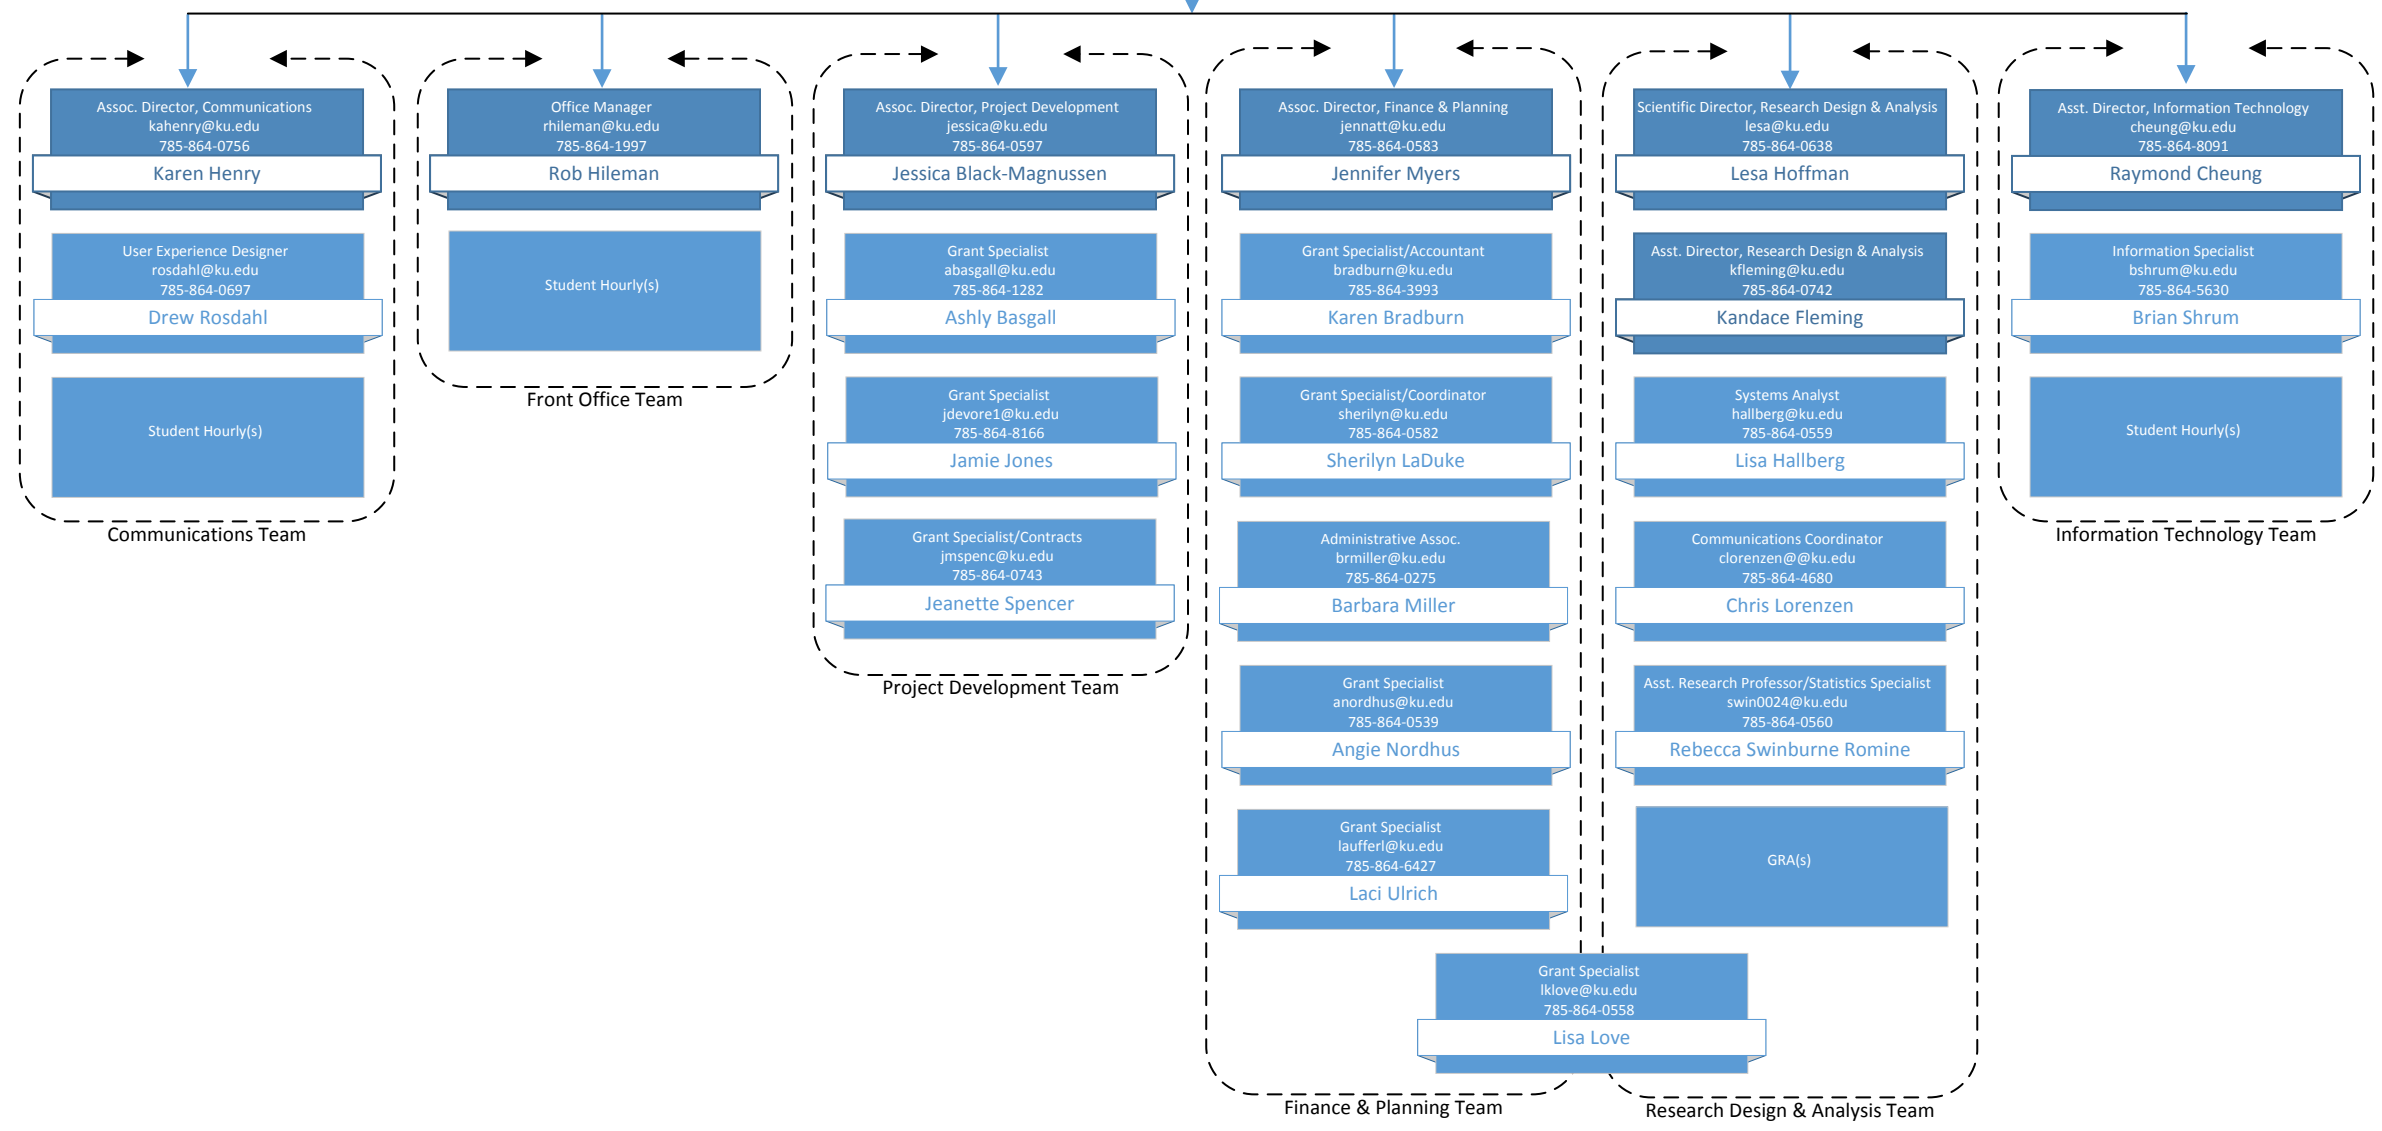 Assoc. Director, Communications
kahenry@ku.edu
785-864-0756
Karen Henry
User Experience Designer
rosdahl@ku.edu
785-864-0697
Drew Rosdahl
Student Hourly(s)
Communications Team
Office Manager
rhileman@ku.edu
785-864-1997
Rob Hileman
Student Hourly(s)
Front Office Team
Assoc. Director, Project Development
jessica@ku.edu
785-864-0597
Jessica Black-Magnussen
Grant Specialist
abasgall@ku.edu
785-864-1282
Ashly Basgall
Grant Specialist
jdevore1@ku.edu
785-864-8166
Jamie Jones
Grant Specialist/Contracts
jmspenc@ku.edu
785-864-0743
Jeanette Spencer
Project Development Team
Assoc. Director, Finance & Planning
jennatt@ku.edu
785-864-0583
Jennifer Myers
Grant Specialist/Accountant
bradburn@ku.edu
785-864-3993
Karen Bradburn
Grant Specialist/Coordinator
sherilyn@ku.edu
785-864-0582
Sherilyn LaDuke
Administrative Assoc.
brmiller@ku.edu
785-864-0275
Barbara Miller
Grant Specialist
anordhus@ku.edu
785-864-0539
Angie Nordhus
Grant Specialist
laufferl@ku.edu
785-864-6427
Laci Ulrich
Grant Specialist
lklove@ku.edu
785-864-0558
Lisa Love
Finance & Planning Team
Scientific Director, Research Design & Analysis
lesa@ku.edu
785-864-0638
Lesa Hoffman
Asst. Director, Research Design & Analysis
kfleming@ku.edu
785-864-0742
Kandace Fleming
Systems Analyst
hallberg@ku.edu
785-864-0559
Lisa Hallberg
Communications Coordinator
clorenzen@@ku.edu
785-864-4680
Chris Lorenzen
Asst. Research Professor/Statistics Specialist
swin0024@ku.edu
785-864-0560
Rebecca Swinburne Romine
GRA(s)
Research Design & Analysis Team
Asst. Director, Information Technology
cheung@ku.edu
785-864-8091
Raymond Cheung
Information Specialist
bshrum@ku.edu
785-864-5630
Brian Shrum
Student Hourly(s)
Information Technology Team